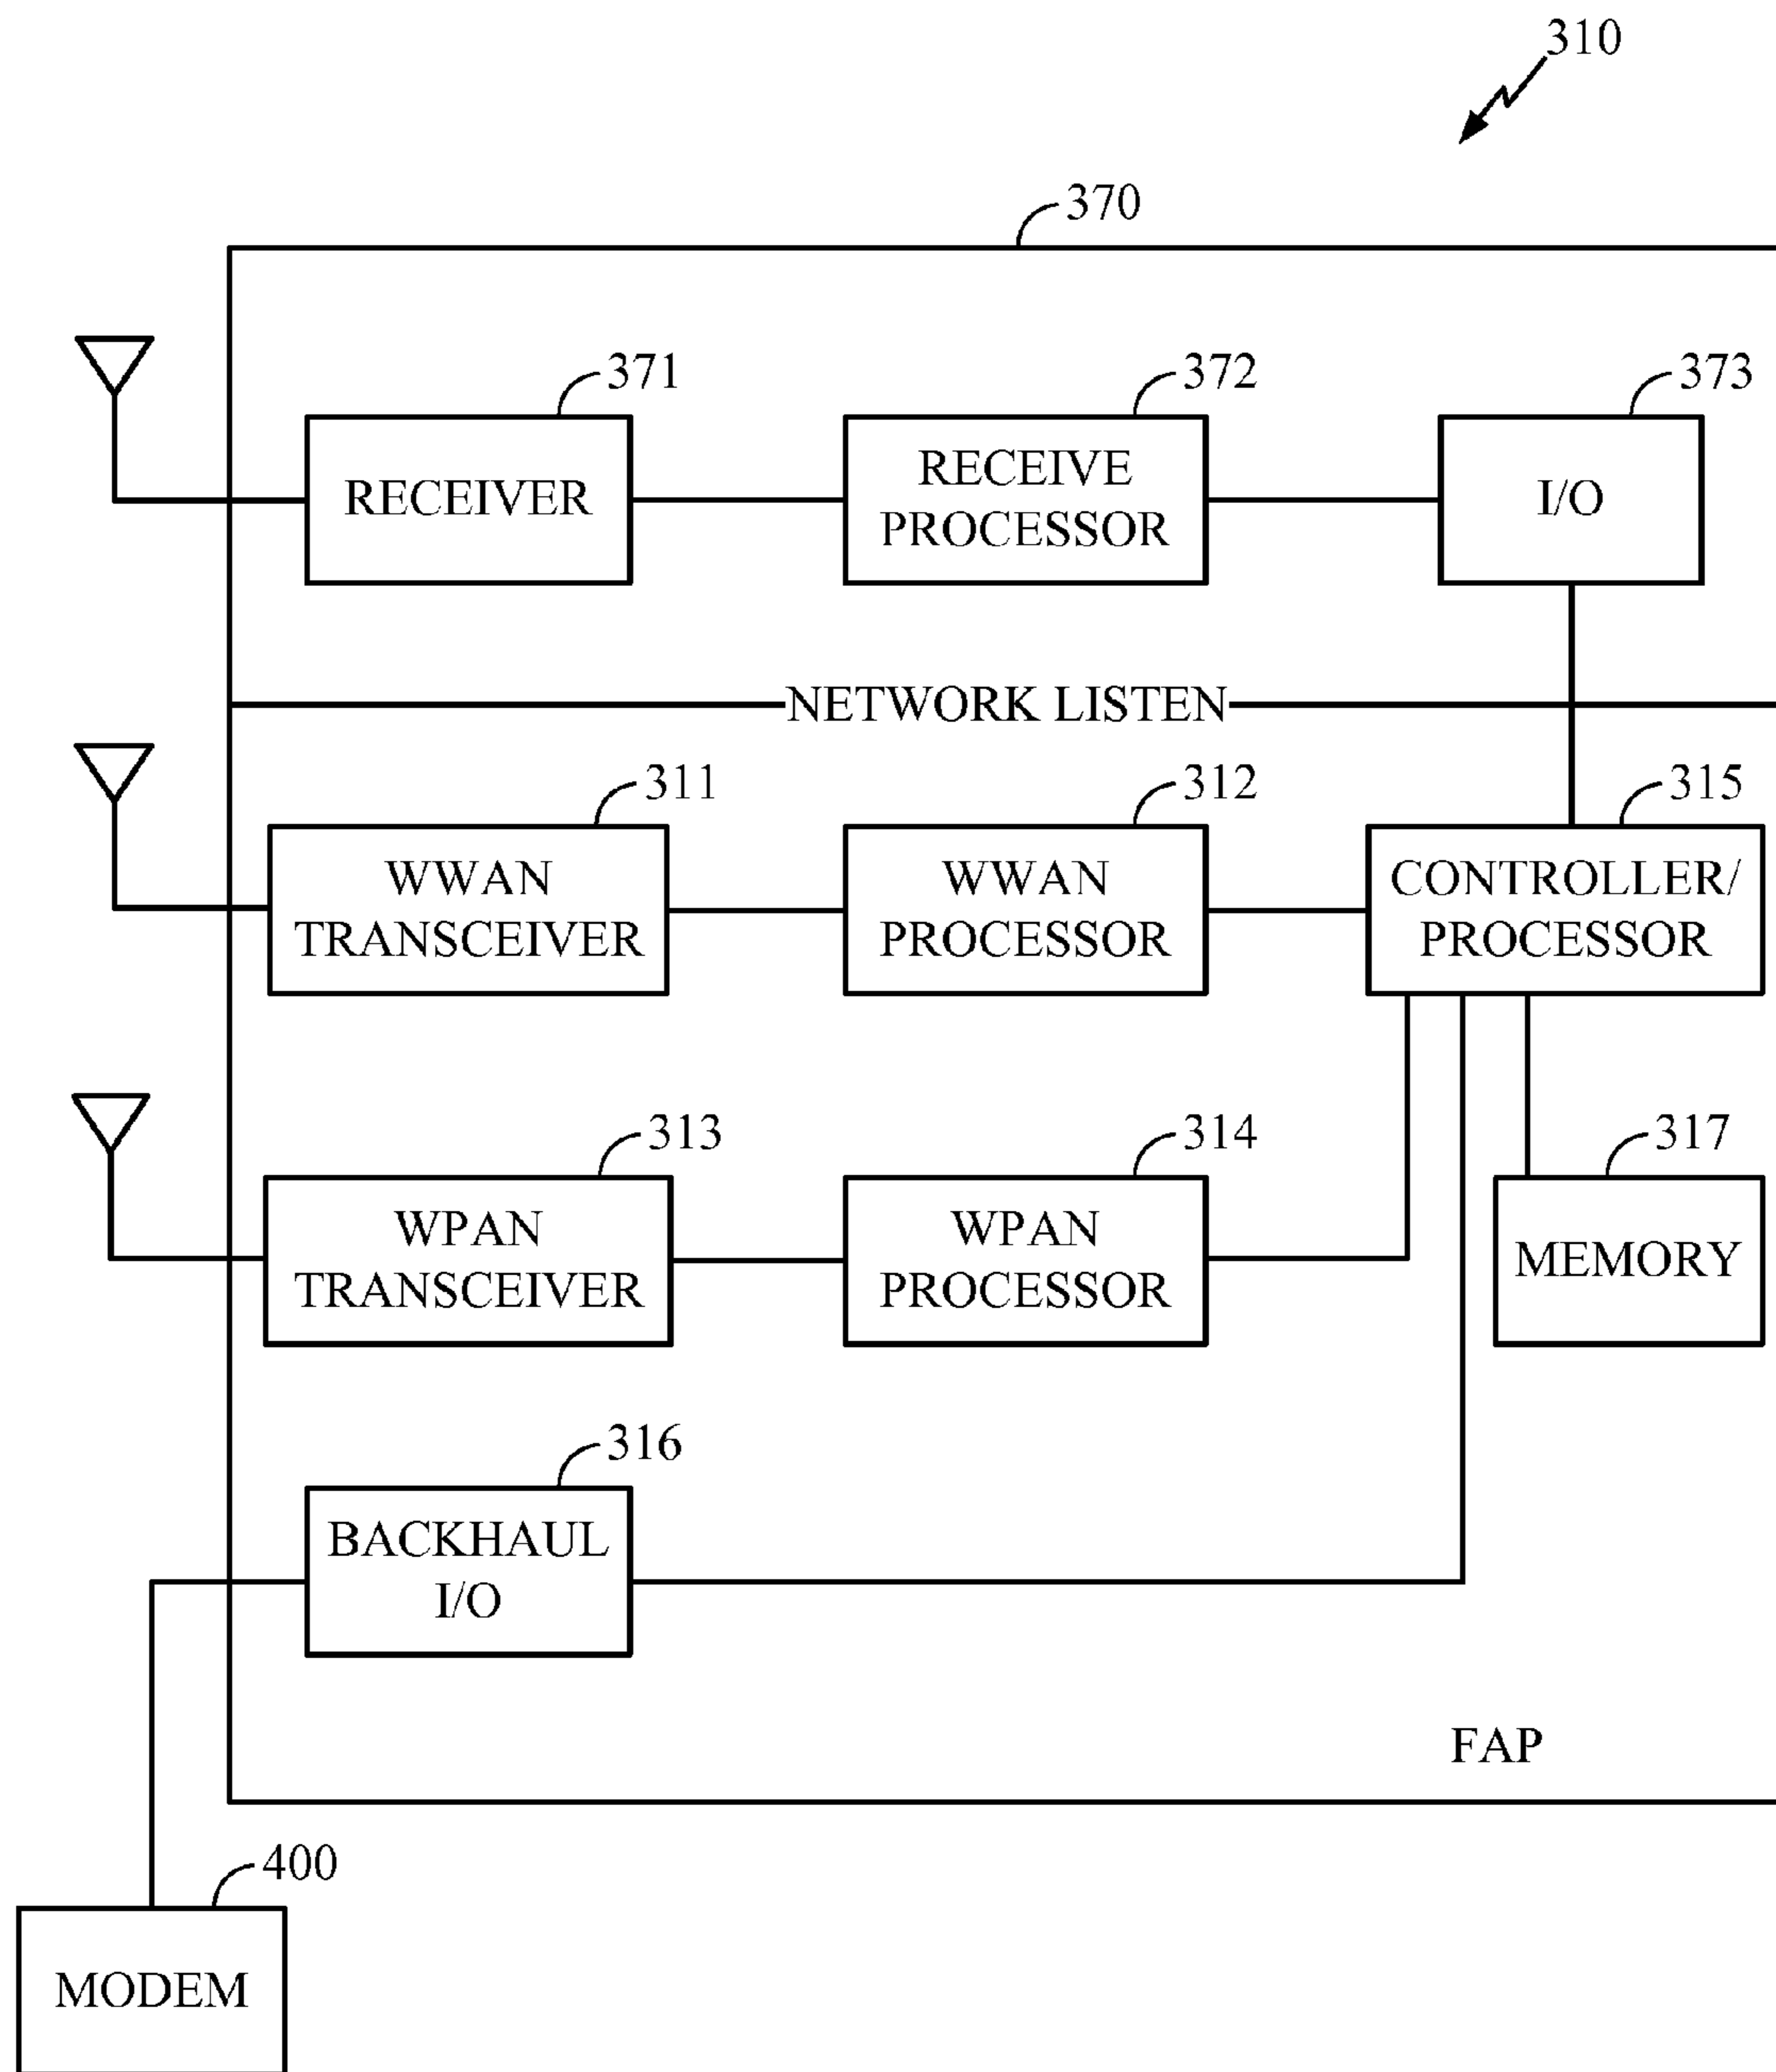 310
370
371
372
373
RECEIVER
RECEIVE
PROCESSOR
I/O
NETWORK LISTEN
311
312
315
WWAN
TRANSCEIVER
WWAN
PROCESSOR
CONTROLLER/
PROCESSOR
313
314
317
WPAN
TRANSCEIVER
WPAN
PROCESSOR
MEMORY
316
BACKHAUL
I/O
FAP
400
MODEM